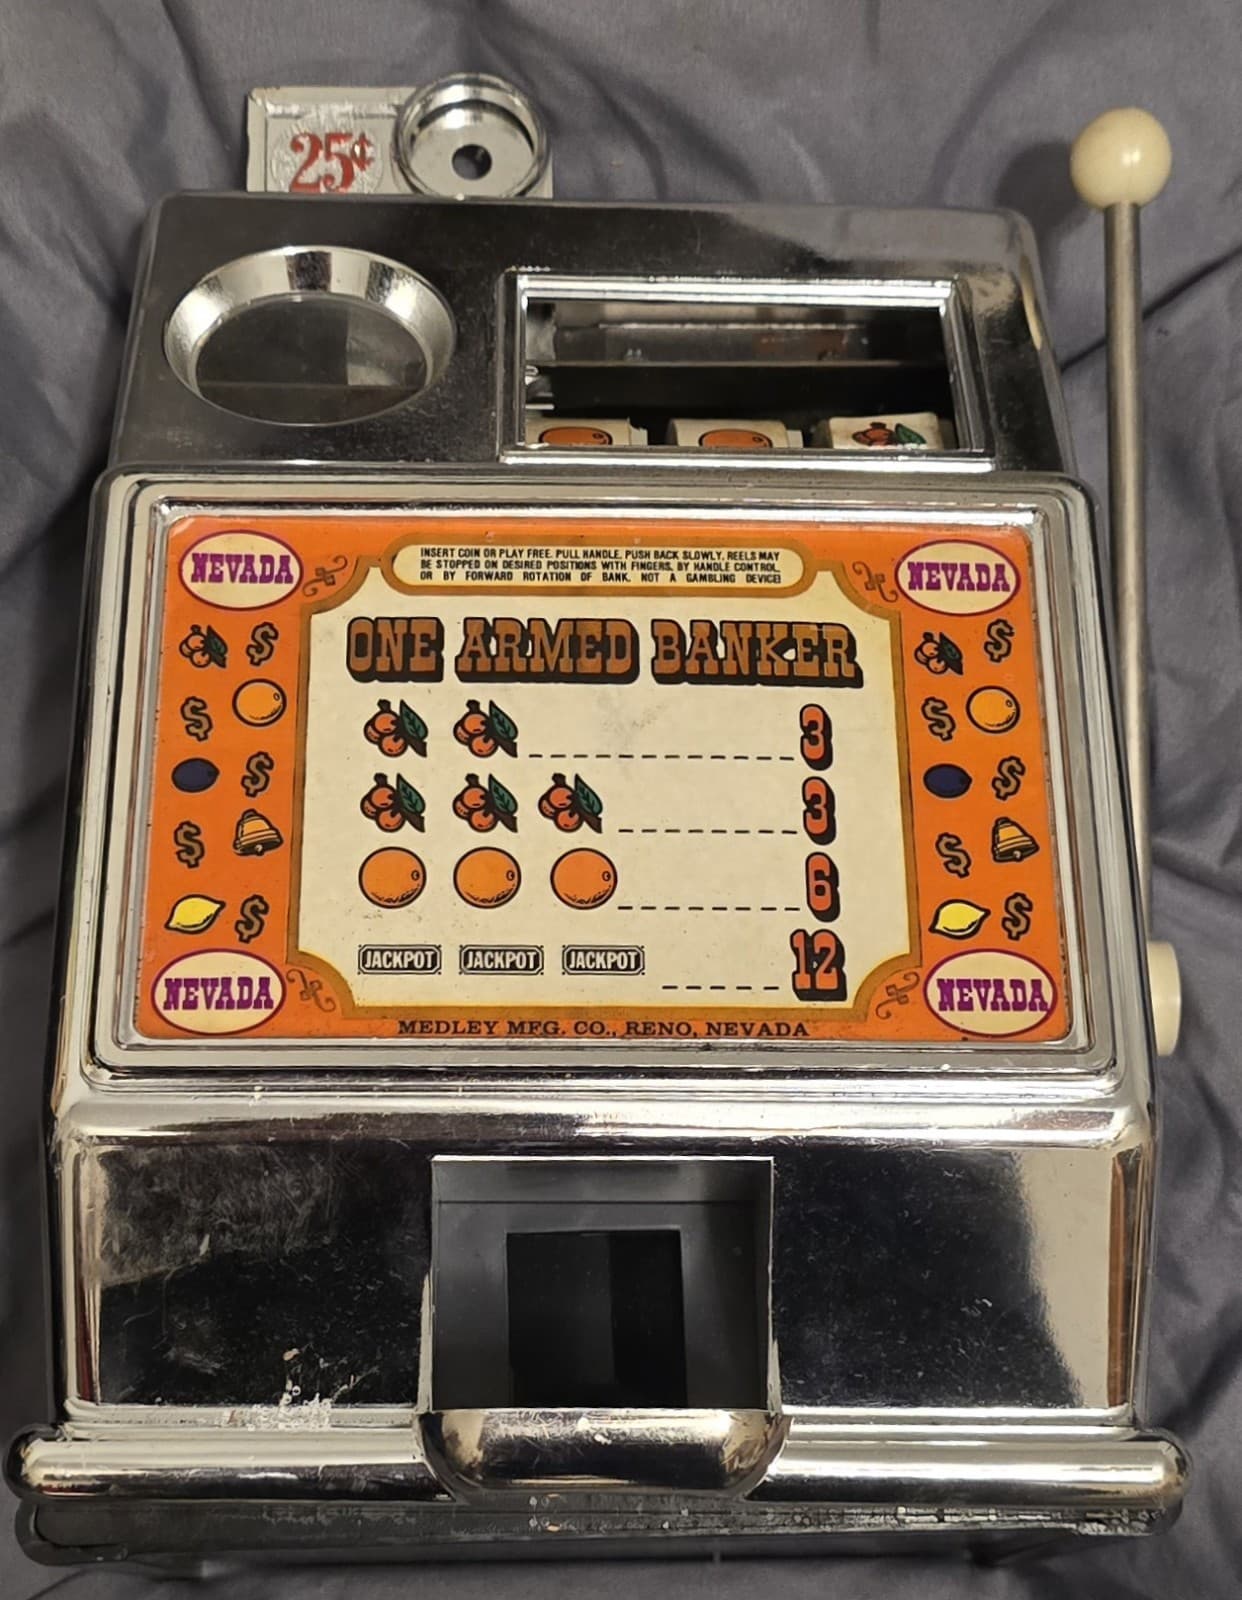 25¢
NEVADA
INSERT COIN OR PLAY FREE. PULL HANDLE, PUSH BACK SLOWLY. REELS MAY
BE STOPPED ON DESIRED POSITIONS WITH FINGERS, BY HANDLE CONTROL,
OR BY FORWARD ROTATION OF BANK. NOT A GAMBLING DEVICE!
NEVADA
ONE ARMED BANKER
3
3
6
JACKPOT JACKPOT JACKPOT 12
NEVADA
NEVADA
MEDLEY MFG. CO., RENO, NEVADA